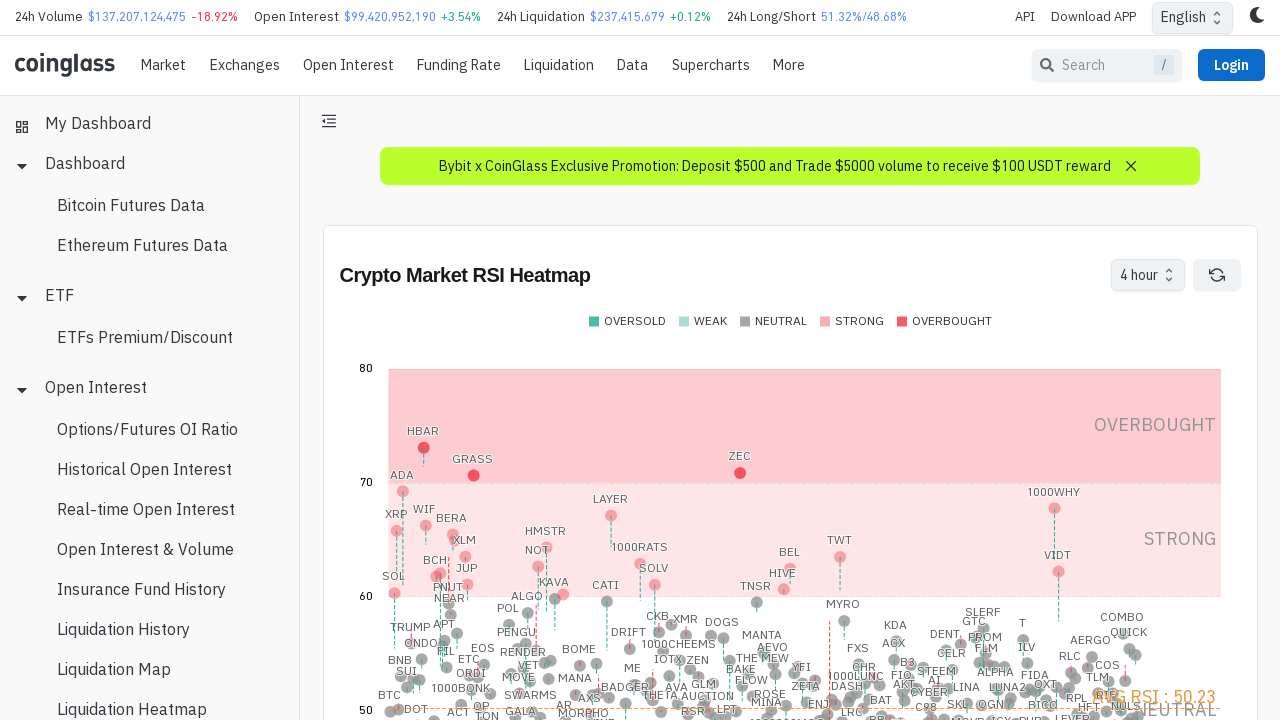 24h Volume $137,207,124,475 -18.92% Open Interest $99,420,952,190 +3.54% 24h Liquidation $237,415,679 +0.12% 24h Long/Short 51.32%/48.68% API Download APP English
coinglass Market Exchanges Open Interest Funding Rate Liquidation Data Supercharts More Search / Login
My Dashboard
Dashboard
Bitcoin Futures Data
Ethereum Futures Data
ETF
ETFs Premium/Discount
Open Interest
Options/Futures OI Ratio
Historical Open Interest
Real-time Open Interest
Open Interest & Volume
Insurance Fund History
Liquidation History
Liquidation Map
Liquidation Heatmap
Bybit x CoinGlass Exclusive Promotion: Deposit $500 and Trade $5000 volume to receive $100 USDT reward
Crypto Market RSI Heatmap
4 hour
OVERSOLD WEAK NEUTRAL STRONG OVERBOUGHT
80
OVERBOUGHT
HBAR
GRASS ZEC
70
ADA
1000WHY
LAYER
XRP WIF BERA
HMSTR
STRONG
XLM NOT 1000RATS BEL TWT
BCH VIDT
SOL JUP SOLV HIVE
PNUT KAVA CATI TNSR
60
NEAR ALGO
POL MYRO
SLERF
CKB XMR COMBO
TRUMP APT DOGS KDA GTC T
PENGU DRIFT MANTA DENT QUICK
ONDO ACX PROM AERGO
FIL EOS RENDER BOME 1000CHEEMS AEVO FXS FLM ILV
BNB ETC VET IOTX ZEN THE MEW CELR RLC
SUI ORDI MOVE MANA ME BAKE YFI CHR B3 STEEM ALPHA FIDA COS
1000BONK FLOW 1000LUNC FIO TLM
BTC SWARMS BADGER AVA GLM ZETA DASH AKT AI LINA LUNA2 OXT
AXS THETA AUCTION ROSE CYBER RPL
DOT OP AR MINA ENJ BAT SKL OGN BICO AVG RSI : 50.23
50 ACT TON GALA MORPHO RSR LPT LRC C98 HFT NULS NEUTRAL